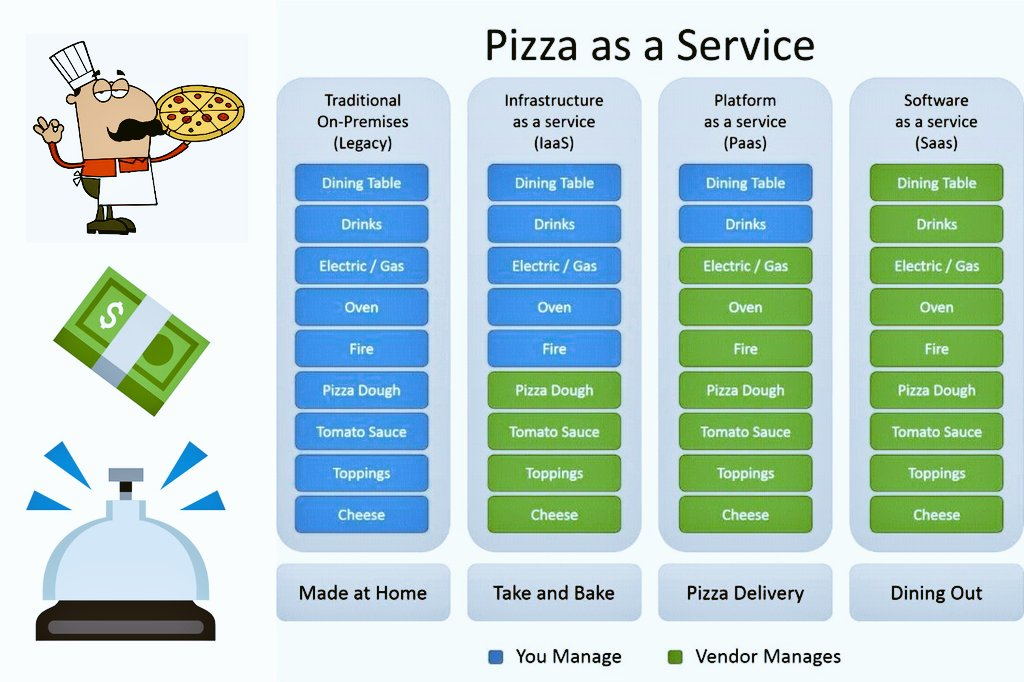 Pizza as a Service
Traditional
On-Premises
(Legacy)
Dining Table
Drinks
Electric / Gas
Oven
Fire
Pizza Dough
Tomato Sauce
Toppings
Cheese
Made at Home
Infrastructure
as a service
(IaaS)
Dining Table
Drinks
Electric / Gas
Oven
Fire
Pizza Dough
Tomato Sauce
Toppings
Cheese
Take and Bake
Platform
as a service
(Paas)
Dining Table
Drinks
Electric / Gas
Oven
Fire
Pizza Dough
Tomato Sauce
Toppings
Cheese
Pizza Delivery
Software
as a service
(Saas)
Dining Table
Drinks
Electric / Gas
Oven
Fire
Pizza Dough
Tomato Sauce
Toppings
Cheese
Dining Out
You Manage
Vendor Manages
$